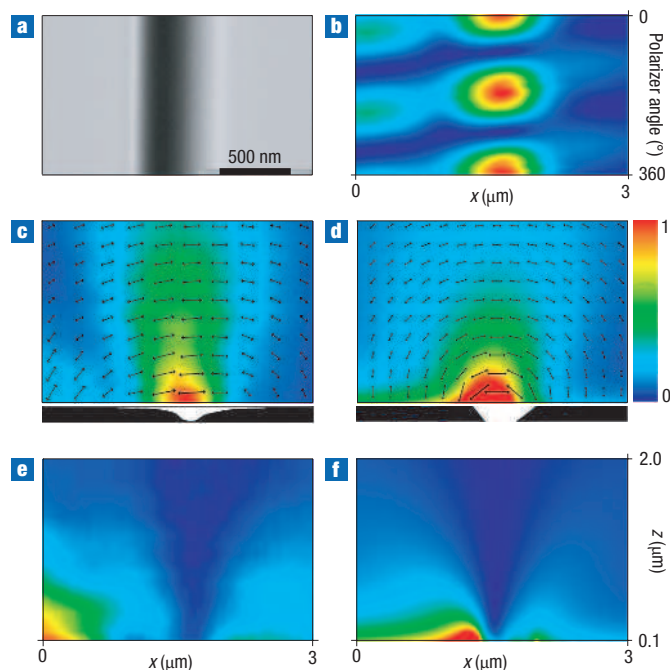 a
500 nm
b
0
Polarizer angle (°)
360
0
x (μm)
3
c
d
1
0
e
f
2.0
z (μm)
0.1
0
x (μm)
3
0
x (μm)
3